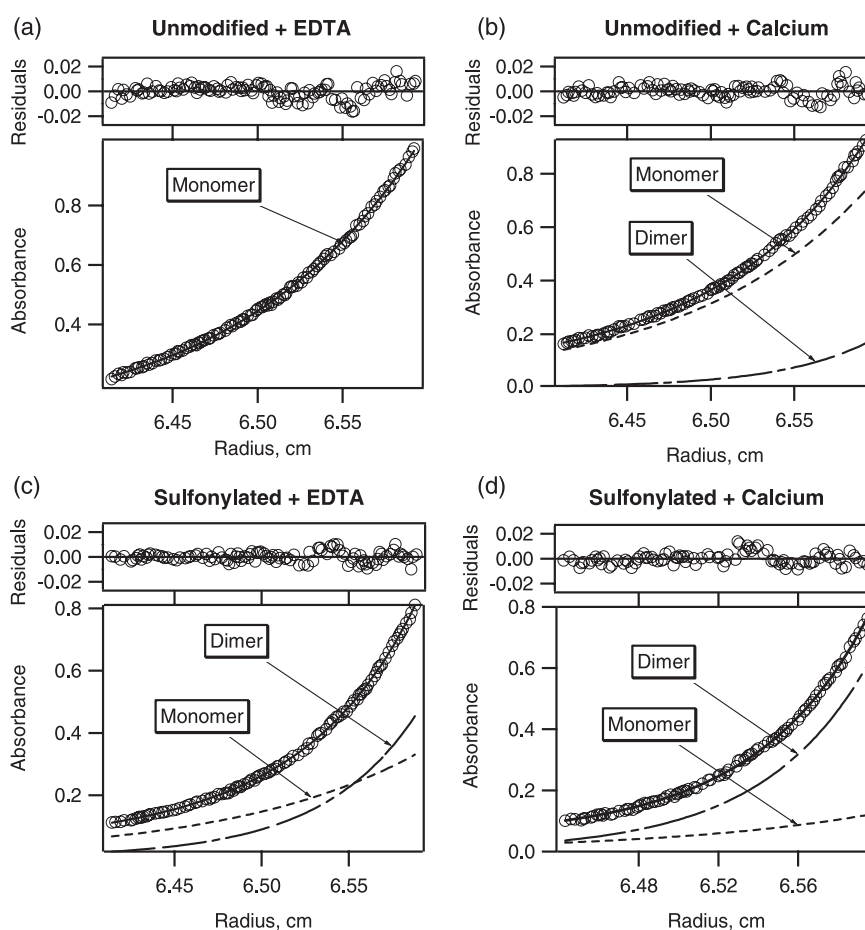 (a) Unmodified + EDTA
Residuals
0.02
0.00
-0.02
Absorbance
0.8
0.6
0.4
Monomer
6.45 6.50 6.55
Radius, cm
(b) Unmodified + Calcium
Residuals
0.02
0.00
-0.02
Absorbance
0.8
0.6
0.4
0.2
0.0
Monomer
Dimer
6.45 6.50 6.55
Radius, cm
(c) Sulfonylated + EDTA
Residuals
0.02
0.00
-0.02
Absorbance
0.8
0.6
0.4
0.2
Dimer
Monomer
6.45 6.50 6.55
Radius, cm
(d) Sulfonylated + Calcium
Residuals
0.02
0.00
-0.02
Absorbance
0.8
0.6
0.4
0.2
0.0
Dimer
Monomer
6.48 6.52 6.56
Radius, cm